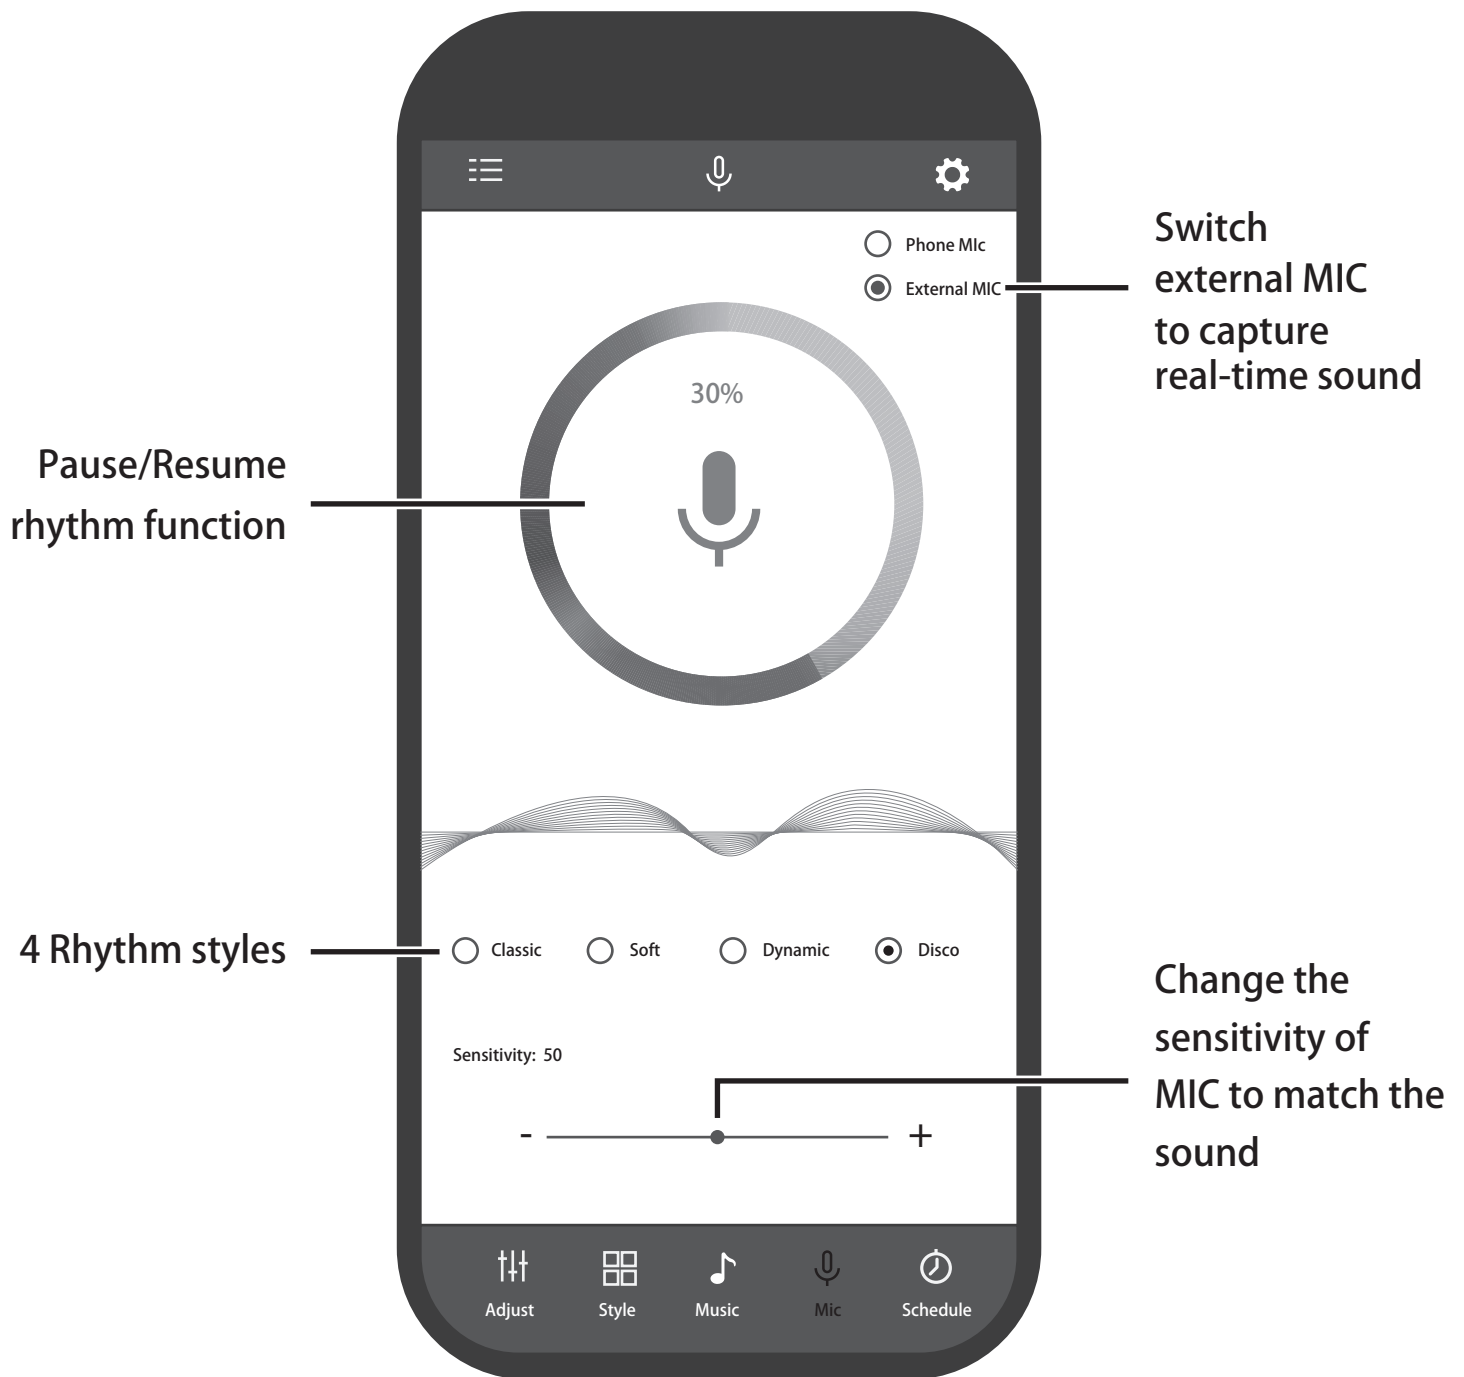 Phone MIc
External MIC
Switch
external MIC
to capture
real-time sound
30%
Pause/Resume
rhythm function
4 Rhythm styles
Classic
Soft
Dynamic
Disco
Sensitivity: 50
Change the
sensitivity of
MIC to match the
sound
- +
Adjust
Style
Music
Mic
Schedule